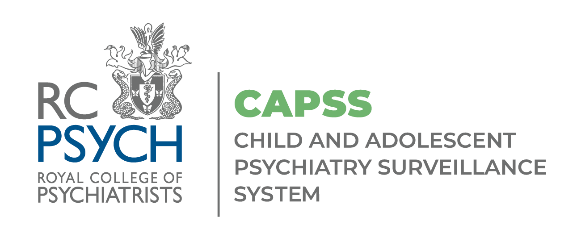 RC
PSYCH
ROYAL COLLEGE OF
PSYCHIATRISTS
CAPSS
CHILD AND ADOLESCENT
PSYCHIATRY SURVEILLANCE
SYSTEM